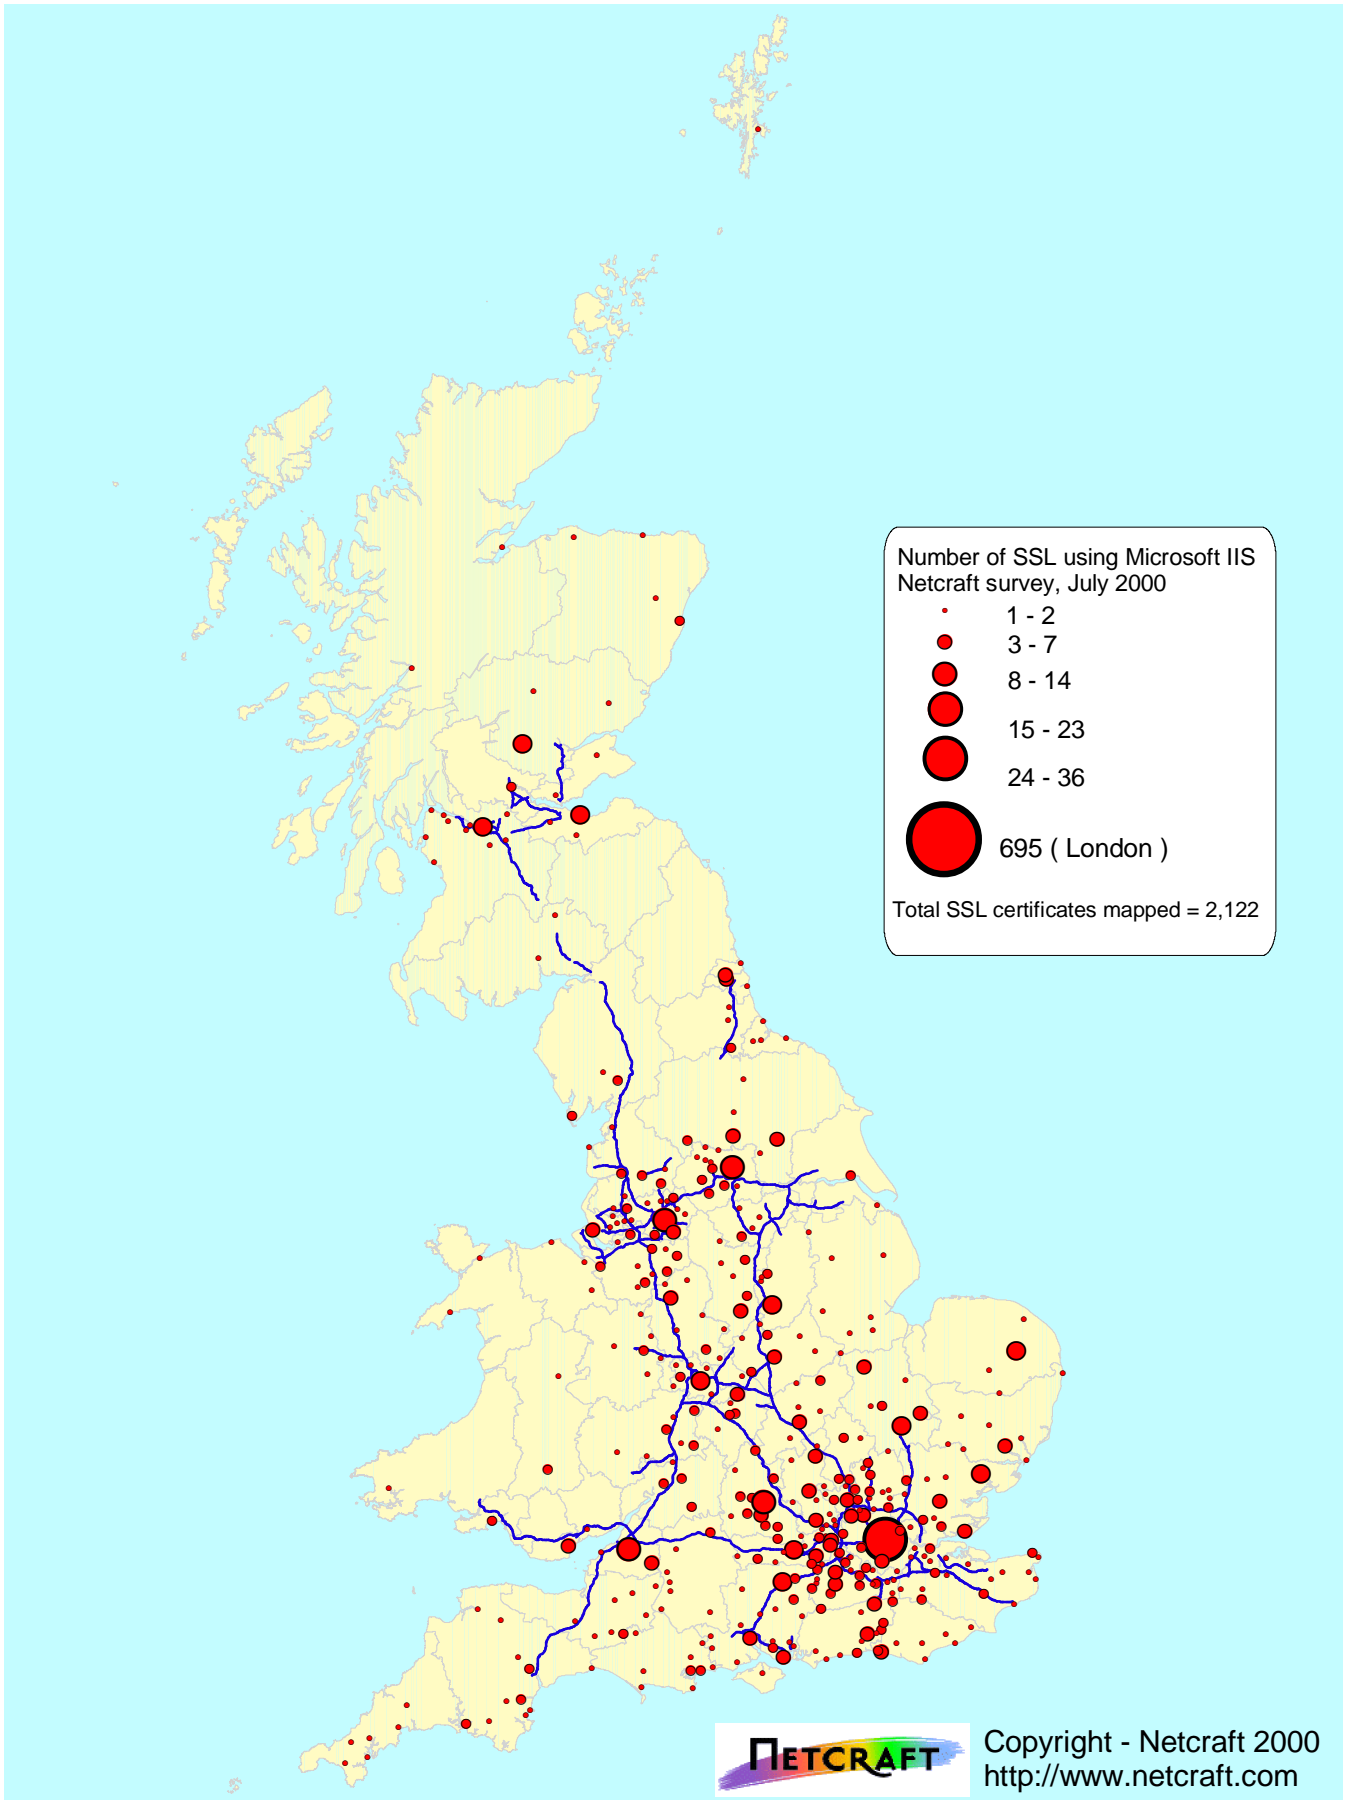 Number of SSL using Microsoft IIS
Netcraft survey, July 2000
1 - 2
3 - 7
8 - 14
15 - 23
24 - 36
695 ( London )
Total SSL certificates mapped = 2,122
NETCRAFT
Copyright - Netcraft 2000
http://www.netcraft.com